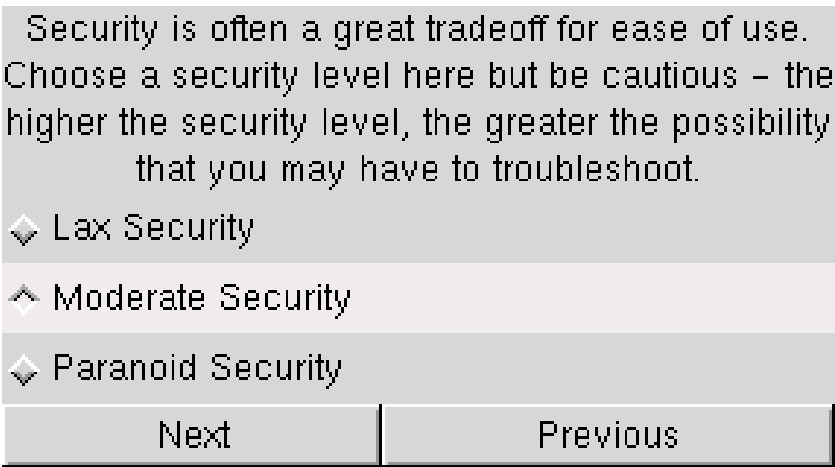 Security is often a great tradeoff for ease of use.
Choose a security level here but be cautious – the
higher the security level, the greater the possibility
that you may have to troubleshoot.
Lax Security
Moderate Security
Paranoid Security
Next
Previous